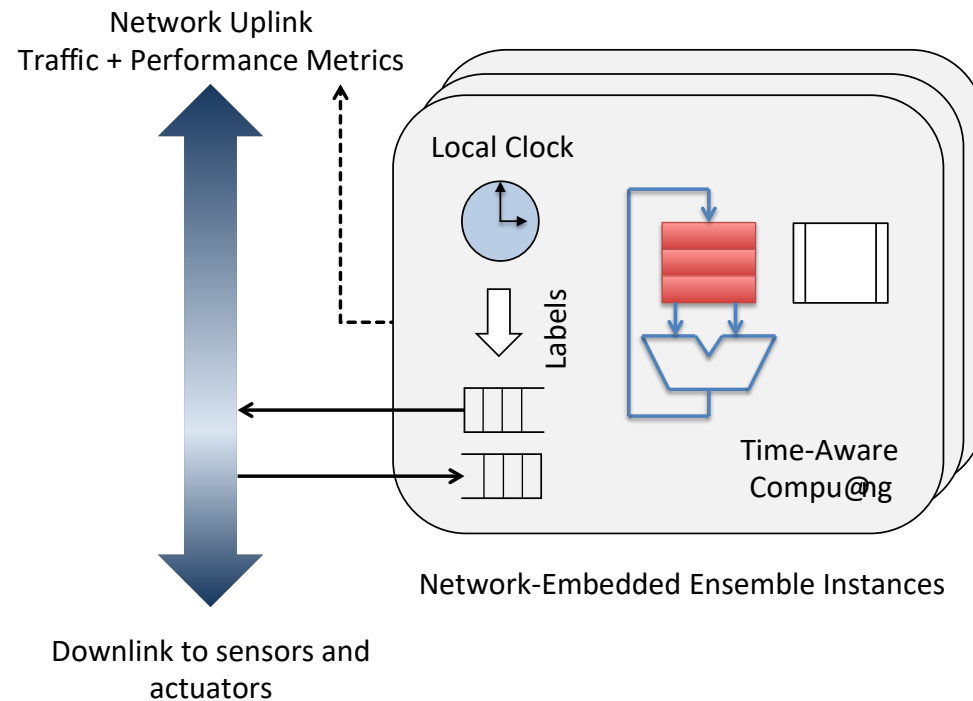 Network Uplink
Traffic + Performance Metrics
Local Clock
Labels
Time-Aware
Compu@ng
Network-Embedded Ensemble Instances
Downlink to sensors and
actuators